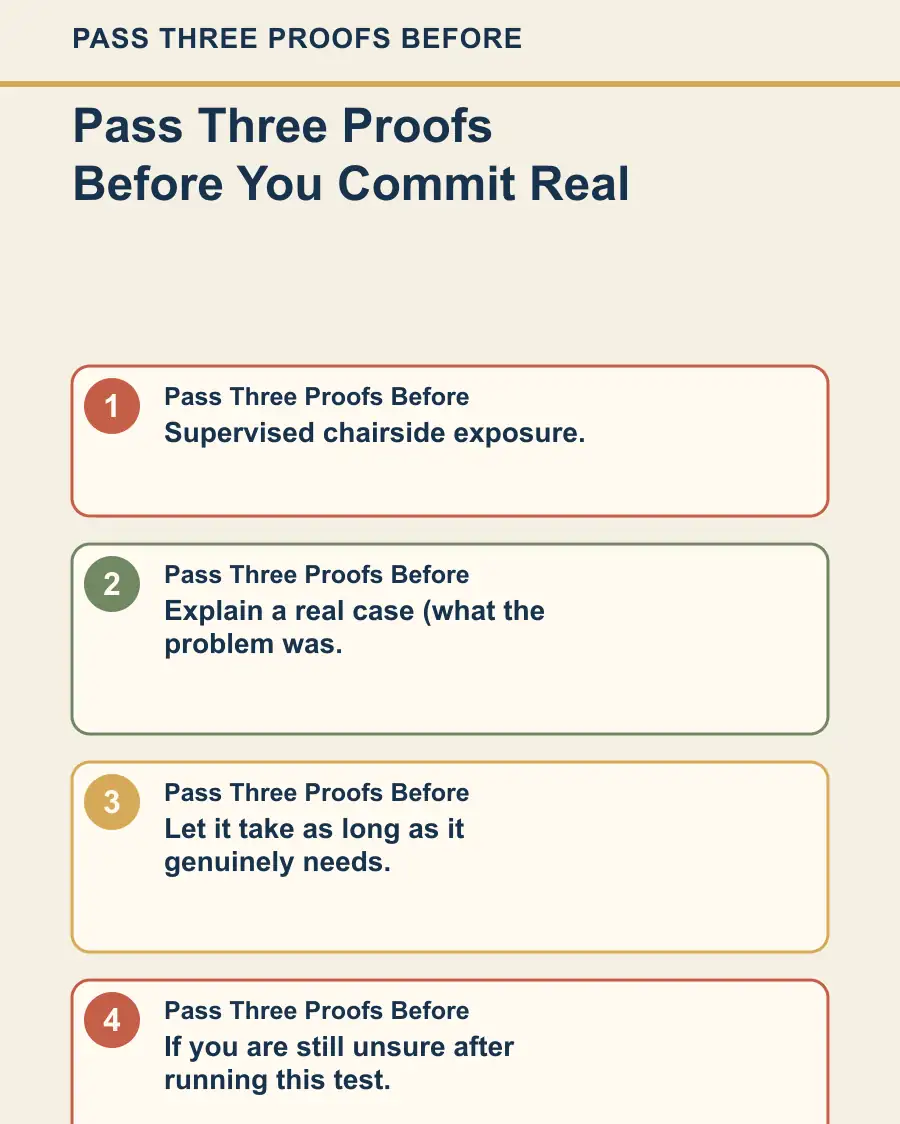 PASS THREE PROOFS BEFORE
Pass Three Proofs
Before You Commit Real
1
Pass Three Proofs Before
Supervised chairside exposure.
2
Pass Three Proofs Before
Explain a real case (what the
problem was.
3
Pass Three Proofs Before
Let it take as long as it
genuinely needs.
4
Pass Three Proofs Before
If you are still unsure after
running this test.